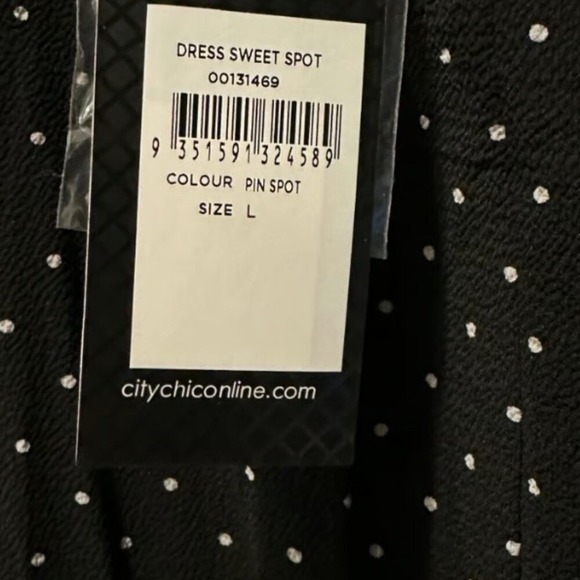 DRESS SWEET SPOT
00131469
9 351591 324589
COLOUR PIN SPOT
SIZE L
citychiconline.com